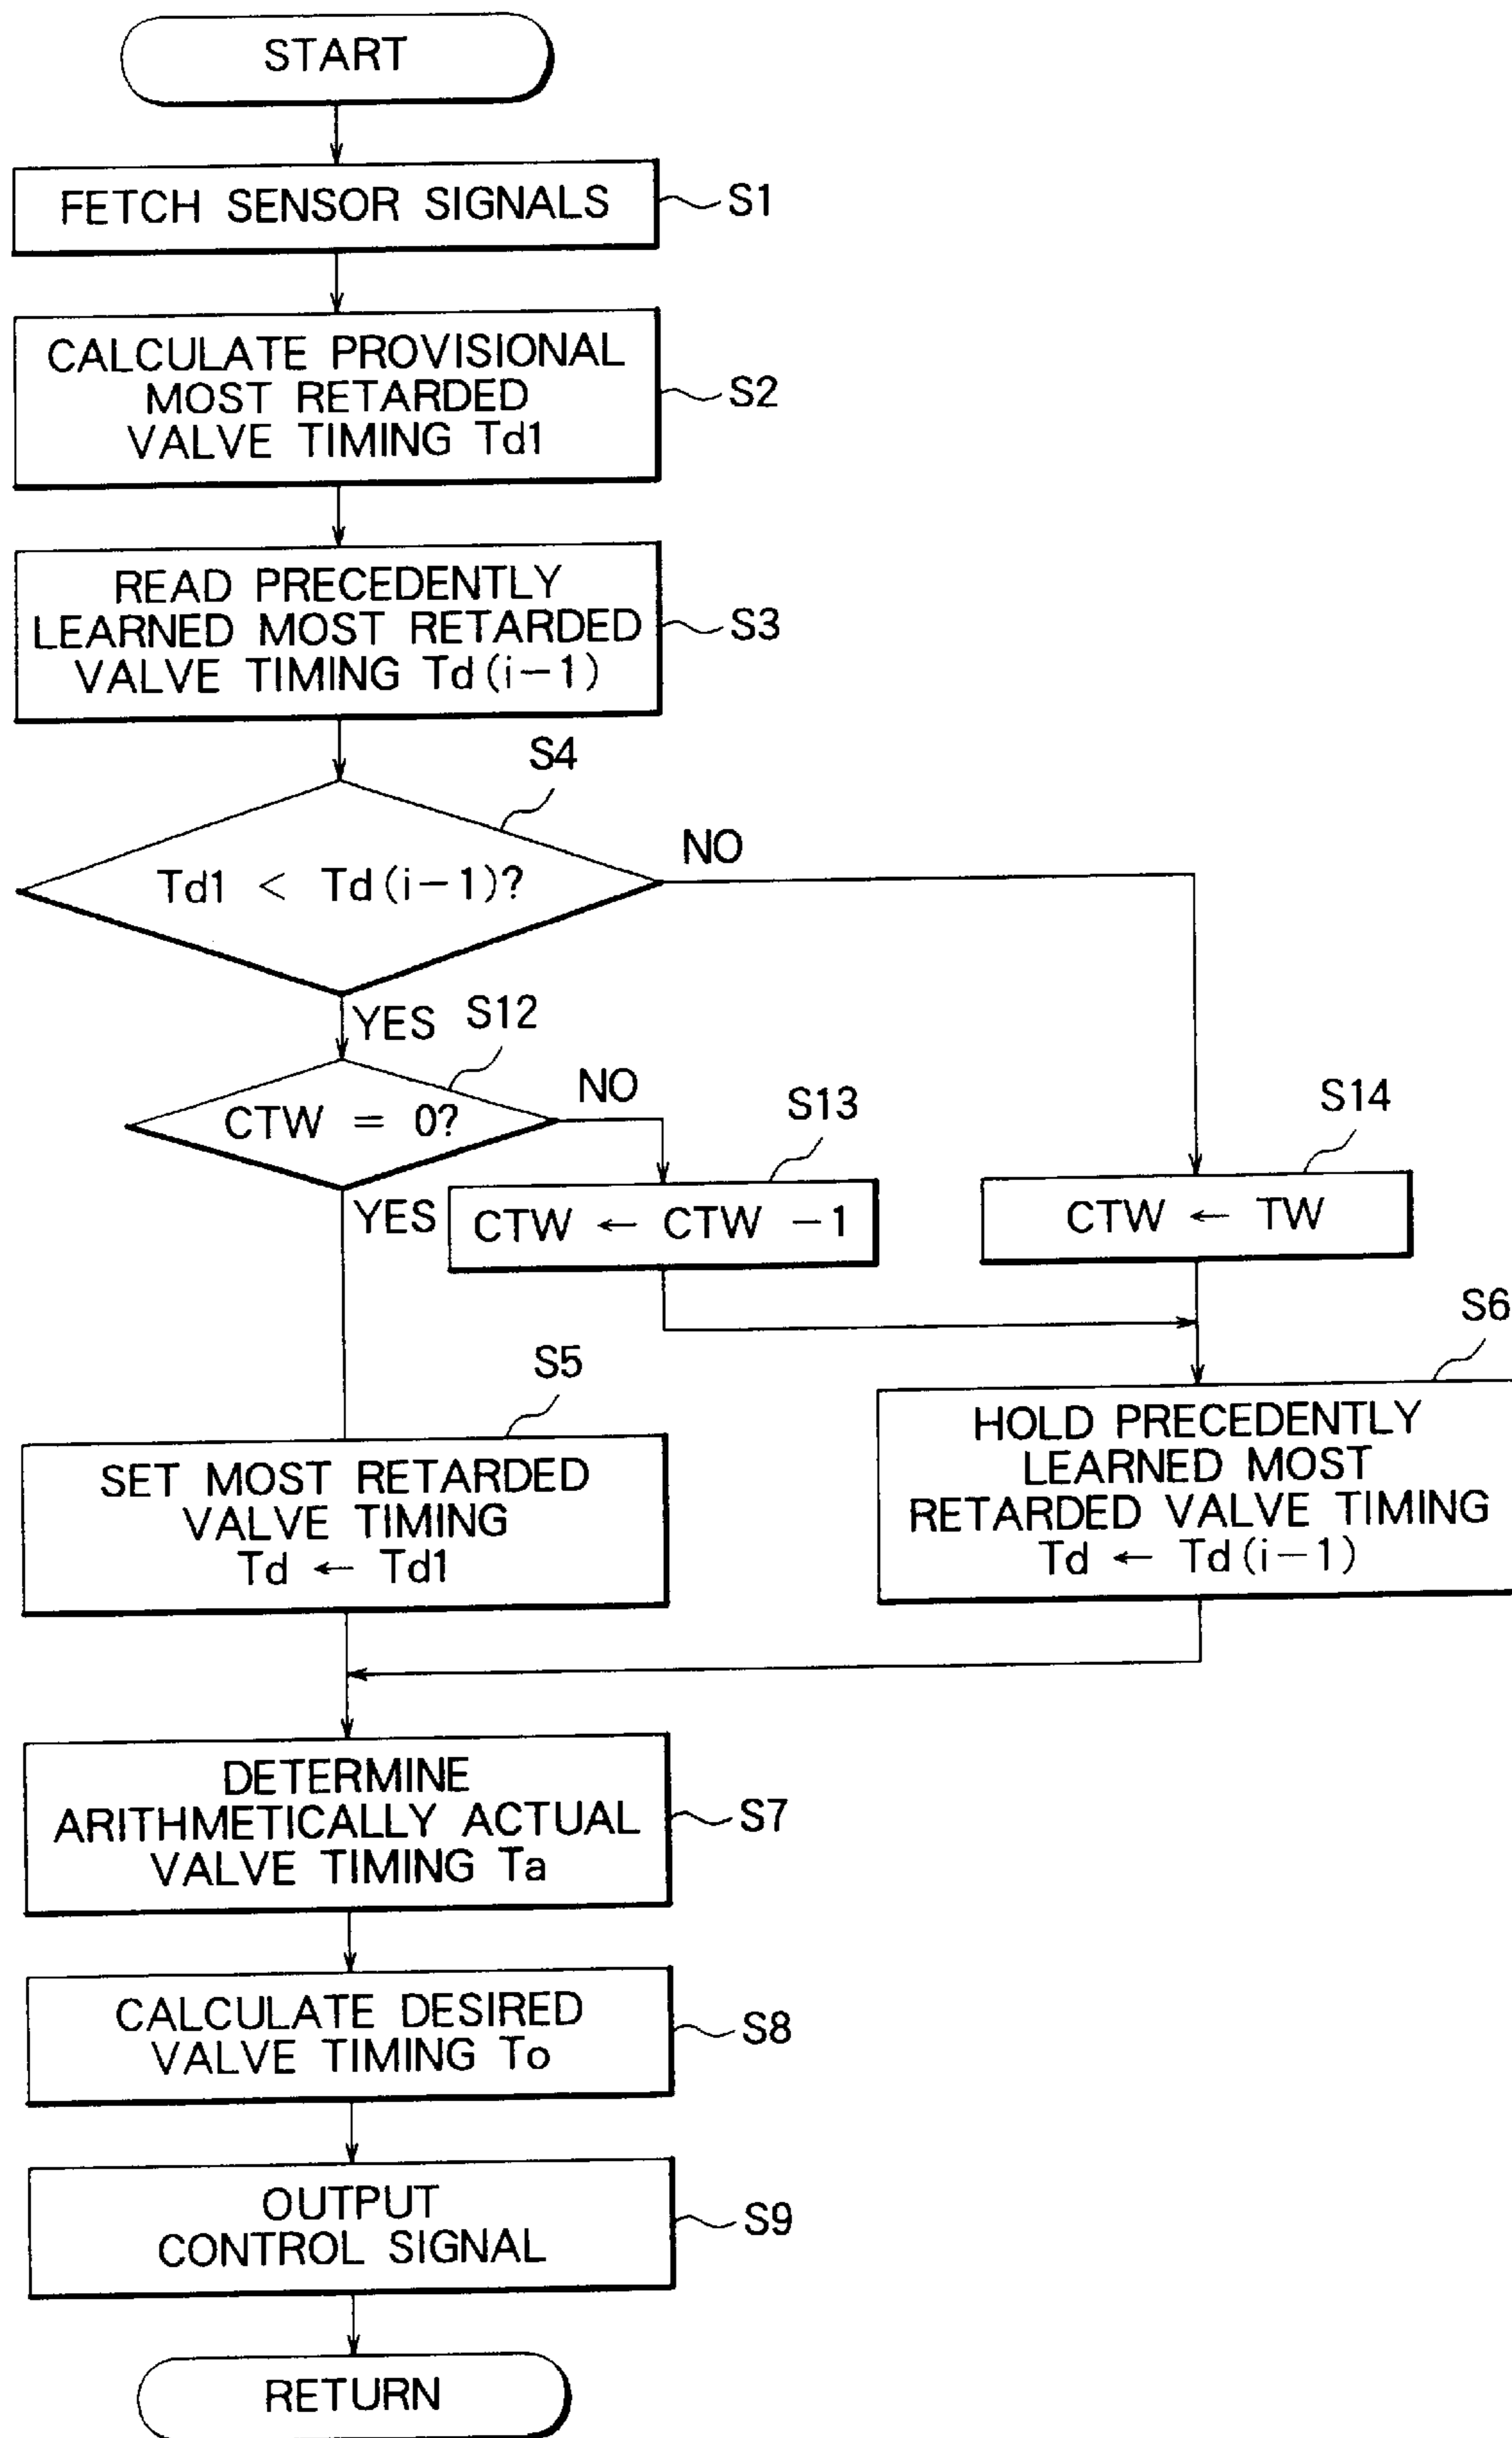 START
FETCH SENSOR SIGNALS
S1
CALCULATE PROVISIONAL
MOST RETARDED
VALVE TIMING Td1
S2
READ PRECEDENTLY
LEARNED MOST RETARDED
VALVE TIMING Td(i-1)
S3
S4
Td1 < Td(i-1)?
NO
YES
S12
CTW = 0?
NO
YES
S13
CTW ← CTW -1
S14
CTW ← TW
S5
SET MOST RETARDED
VALVE TIMING
Td ← Td1
S6
HOLD PRECEDENTLY
LEARNED MOST
RETARDED VALVE TIMING
Td ← Td(i-1)
DETERMINE
ARITHMETICALLY ACTUAL
VALVE TIMING Ta
S7
CALCULATE DESIRED
VALVE TIMING To
S8
OUTPUT
CONTROL SIGNAL
S9
RETURN